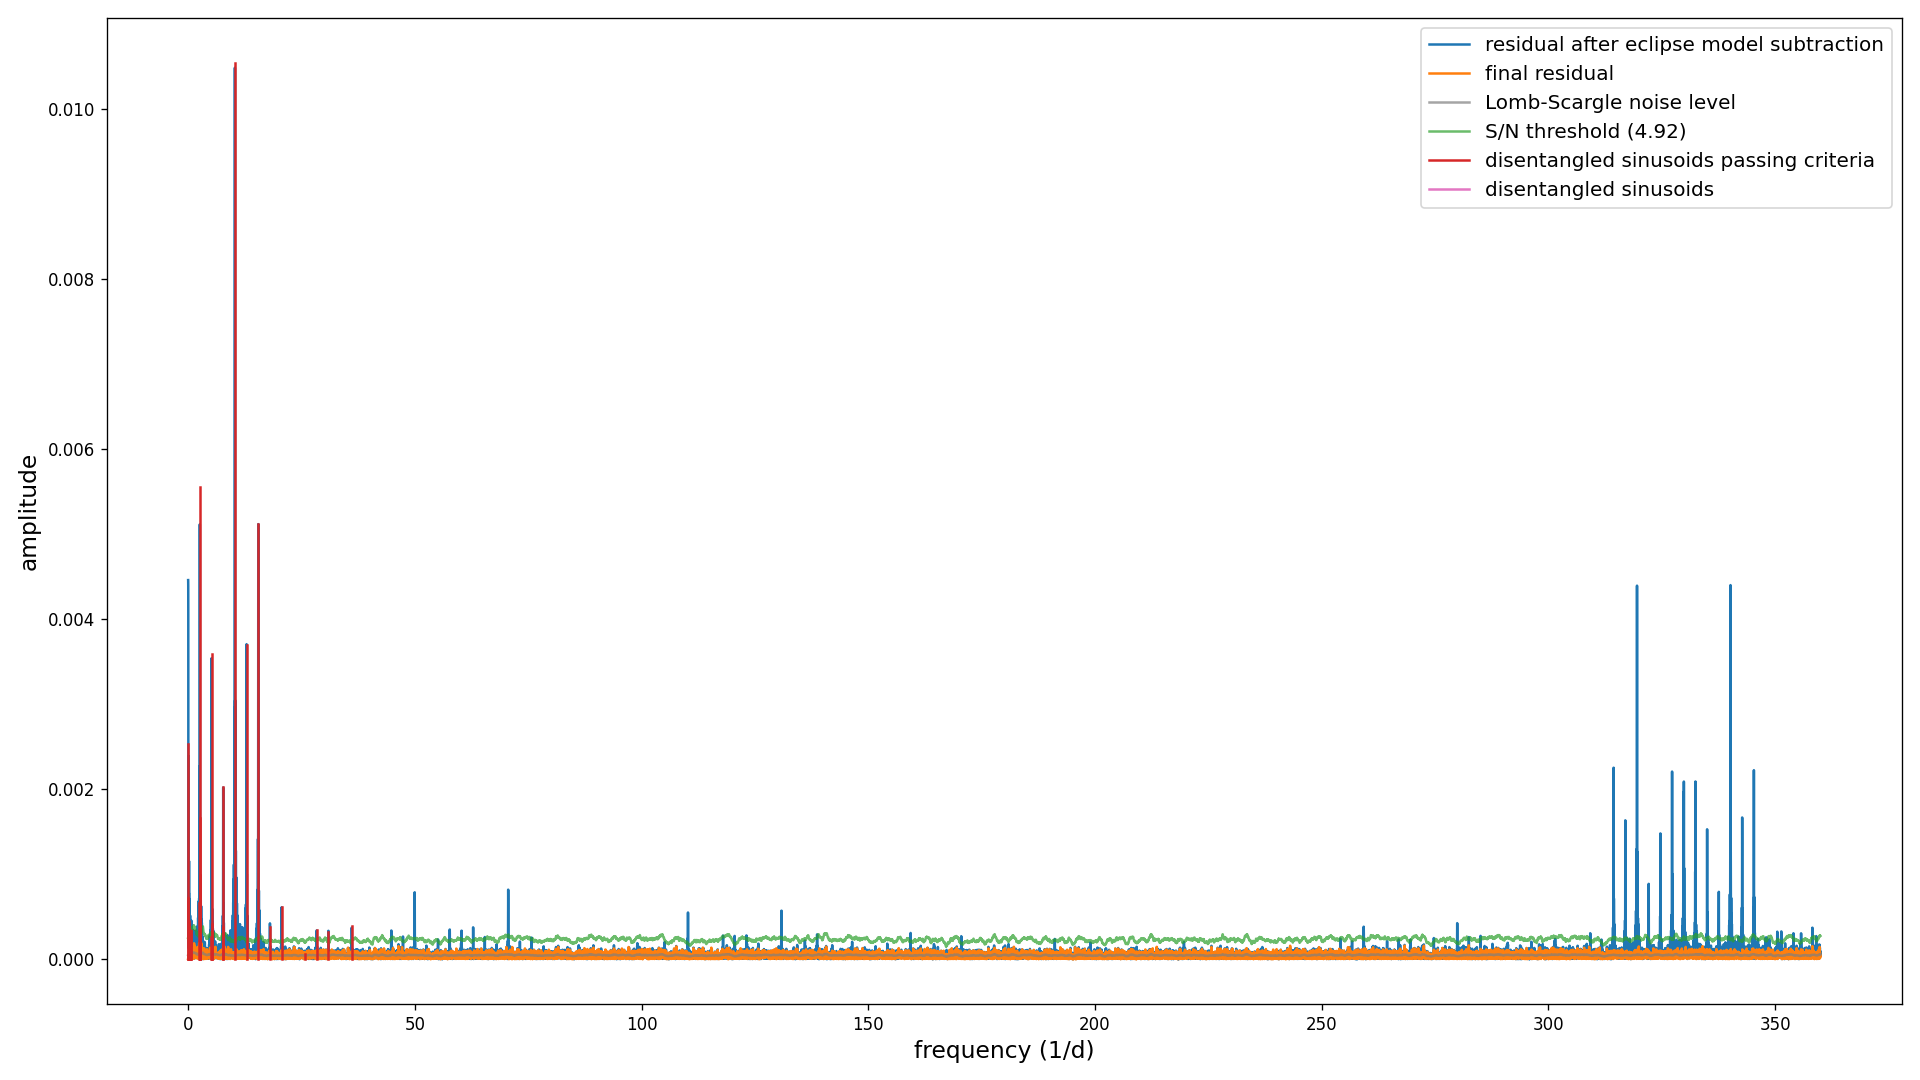 residual after eclipse model subtraction
final residual
Lomb-Scargle noise level
S/N threshold (4.92)
disentangled sinusoids passing criteria
disentangled sinusoids
0.010
0.008
0.006
0.004
0.002
0.000
amplitude
0 50 100 150 200 250 300 350
frequency (1/d)